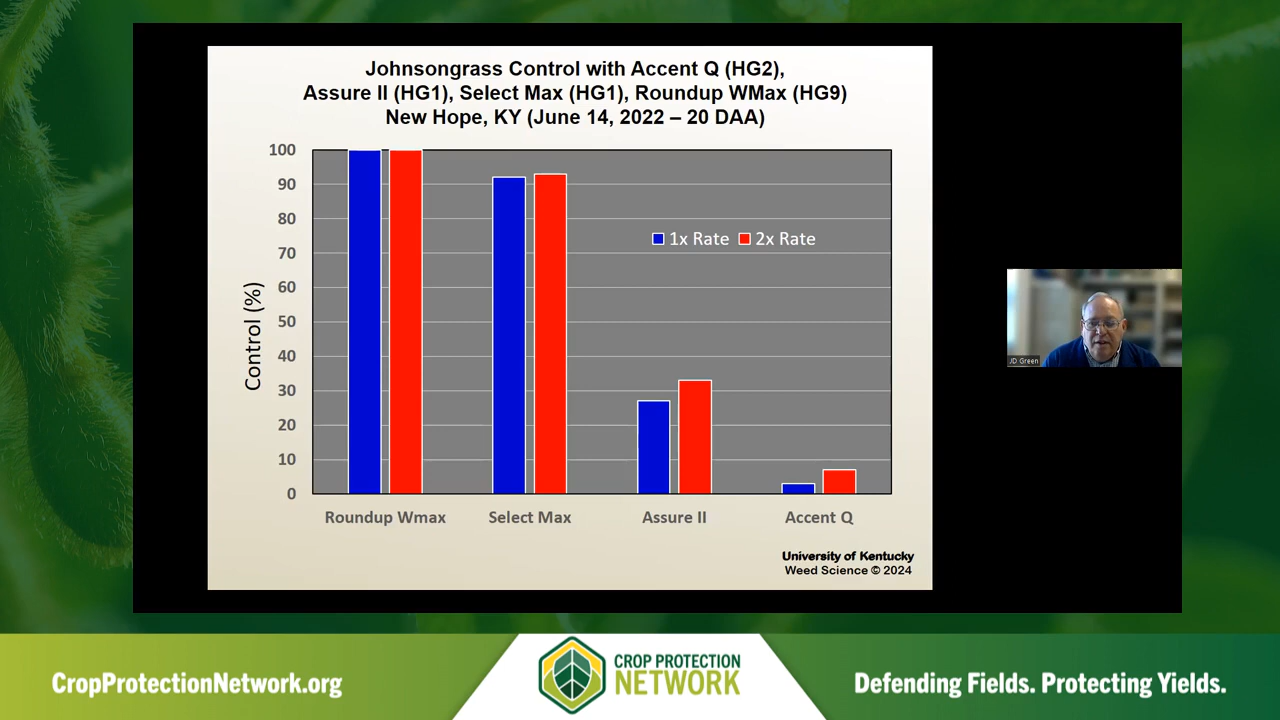 Johnsongrass Control with Accent Q (HG2),
Assure II (HG1), Select Max (HG1), Roundup WMax (HG9)
New Hope, KY (June 14, 2022 – 20 DAA)
100
90
80
70
60
50
40
30
20
10
0
Control (%)
1x Rate 2x Rate
Roundup Wmax Select Max Assure II Accent Q
University of Kentucky
Weed Science © 2024
JD Green
CropProtectionNetwork.org
CROP PROTECTION
NETWORK
Defending Fields. Protecting Yields.